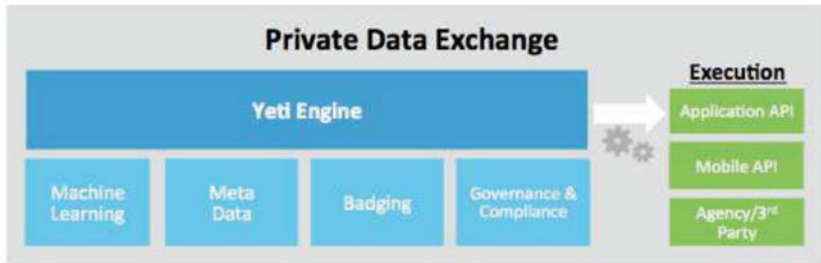 Private Data Exchange
Execution
Yeti Engine
Application API
Machine
Learning
Meta
Data
Badging
Governance &
Compliance
Mobile API
Agency/3rd
Party